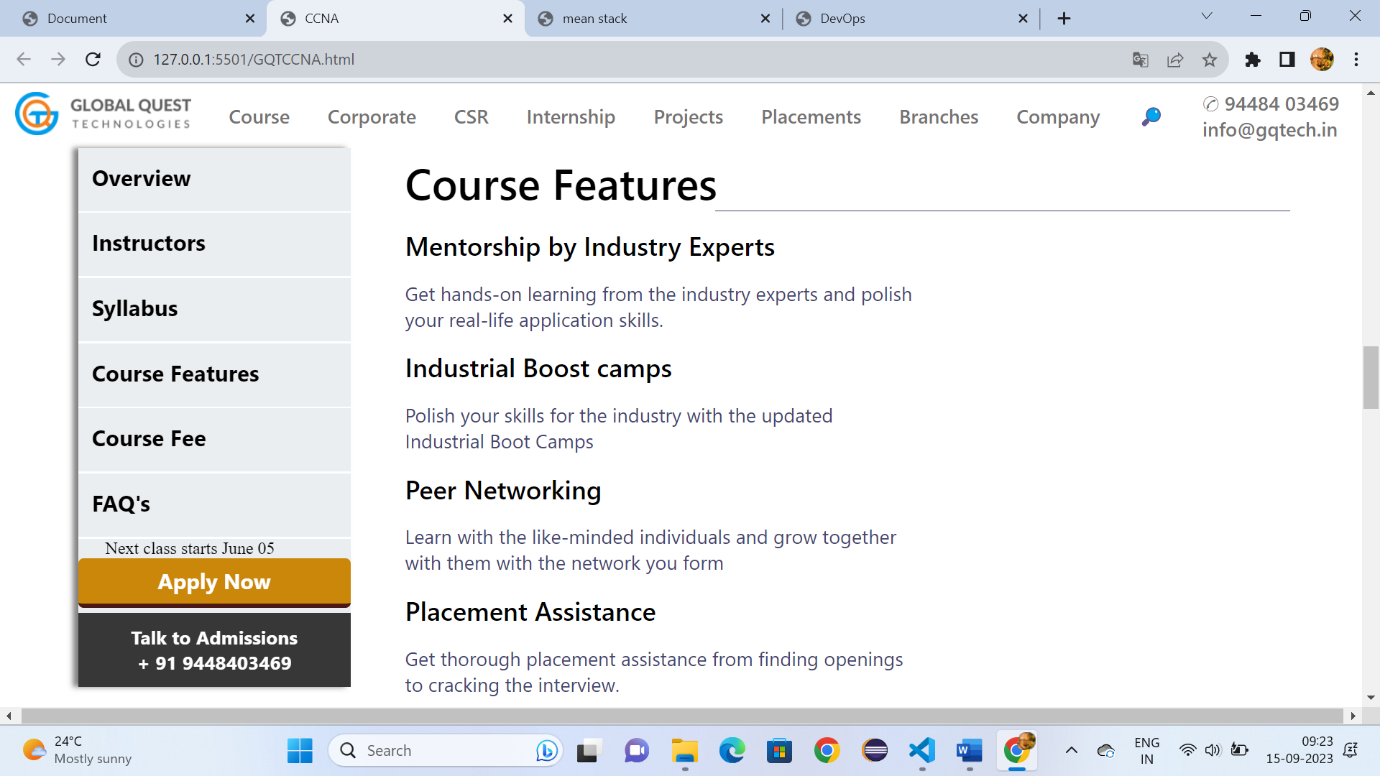 Document
CCNA
mean stack
DevOps
127.0.0.1:5501/GQTCCNA.html
GLOBAL QUEST
TECHNOLOGIES
Course
Corporate
CSR
Internship
Projects
Placements
Branches
Company
✆ 94484 03469
info@gqtech.in
Overview
Instructors
Syllabus
Course Features
Course Fee
FAQ's
Next class starts June 05
Apply Now
Talk to Admissions
+ 91 9448403469
Course Features
Mentorship by Industry Experts
Get hands-on learning from the industry experts and polish
your real-life application skills.
Industrial Boost camps
Polish your skills for the industry with the updated
Industrial Boot Camps
Peer Networking
Learn with the like-minded individuals and grow together
with them with the network you form
Placement Assistance
Get thorough placement assistance from finding openings
to cracking the interview.
24°C
Mostly sunny
Search
ENG
IN
09:23
15-09-2023